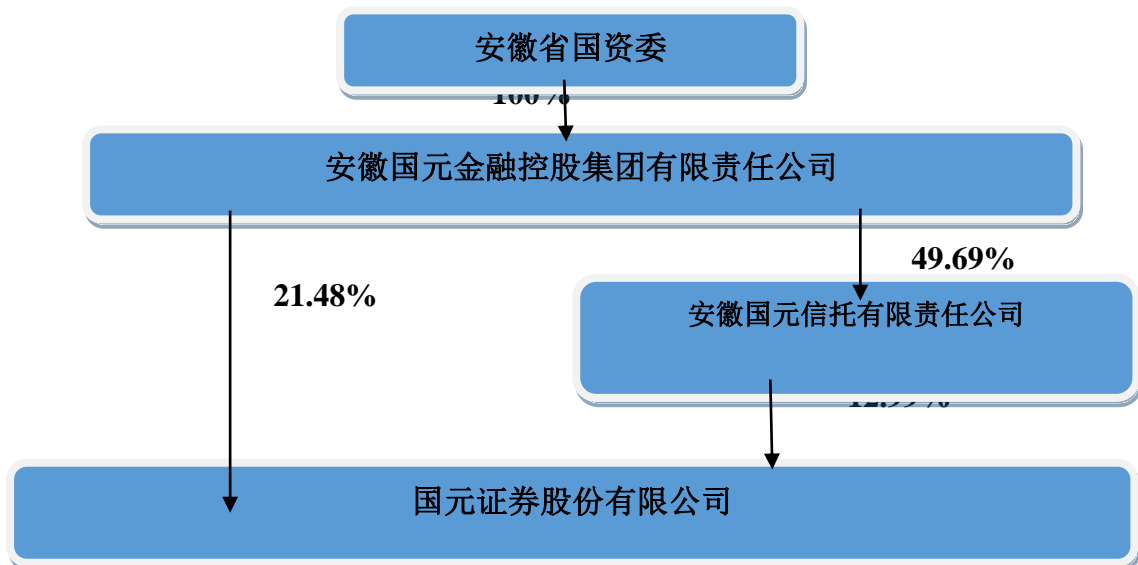 安徽省国资委
100%
安徽国元金融控股集团有限责任公司
49.69%
21.48%
安徽国元信托有限责任公司
国元证券股份有限公司